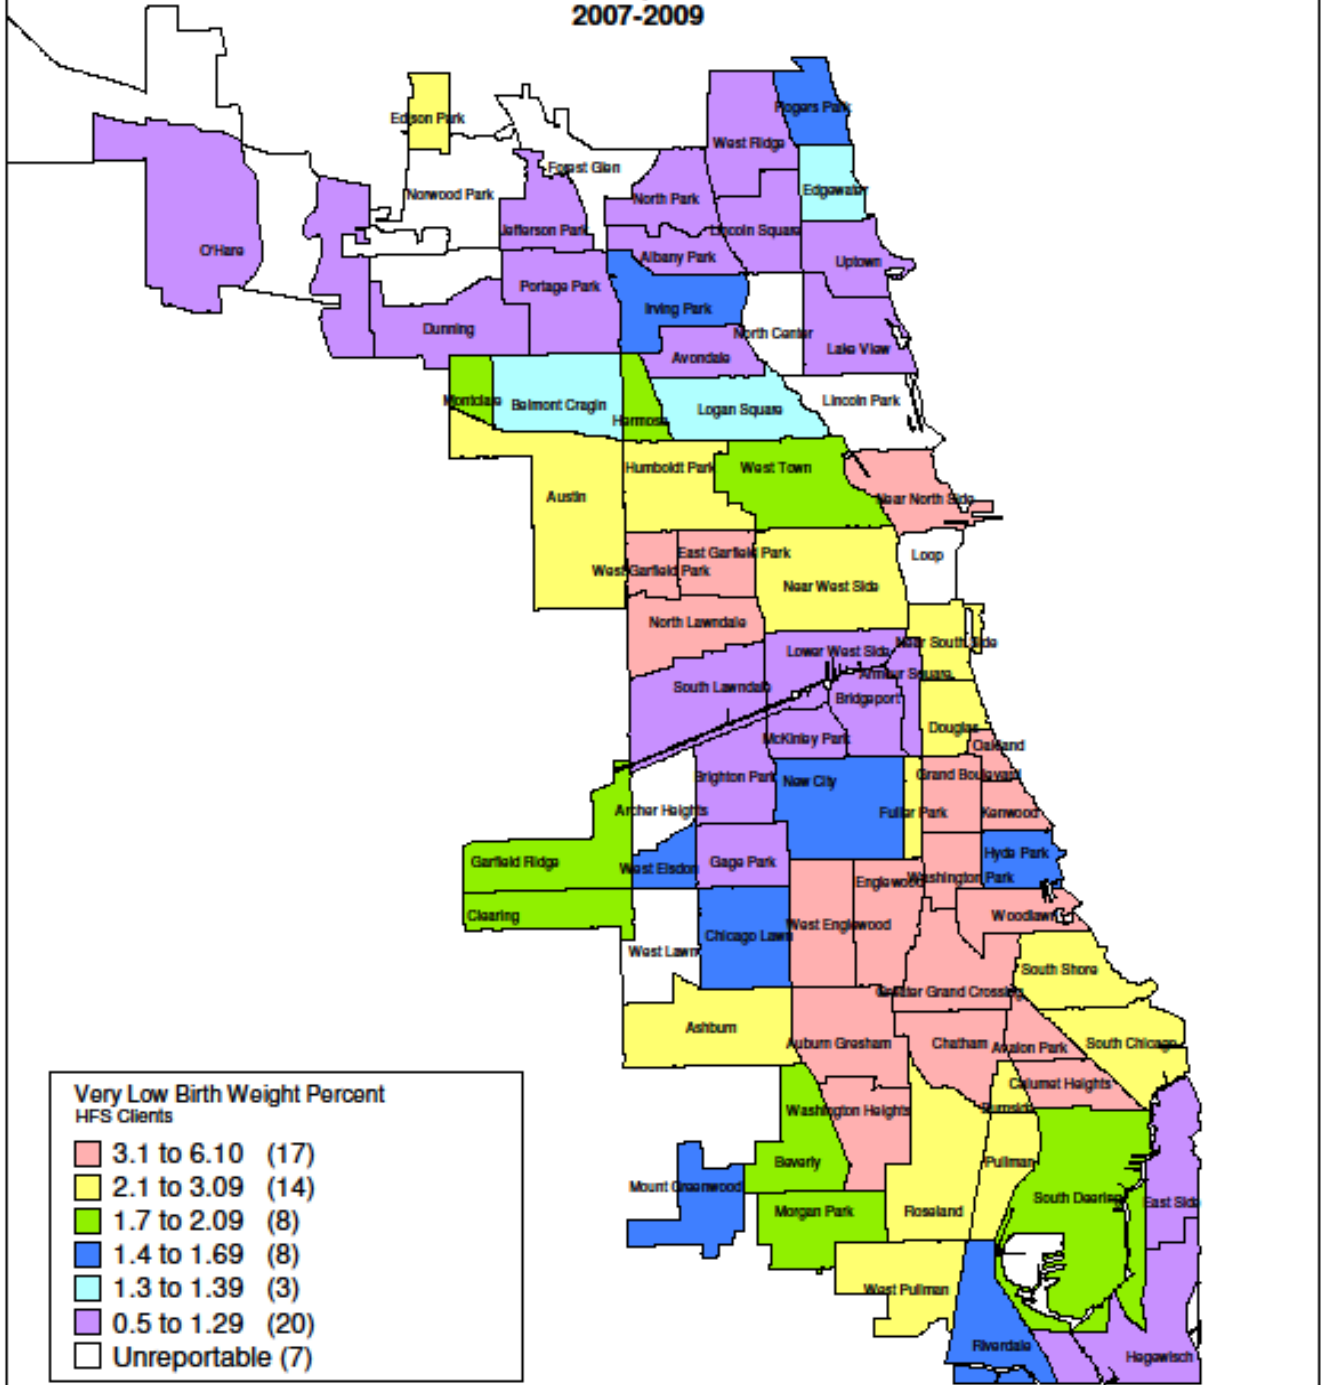 2007-2009
Rogers Park
Edison Park
West Ridge
Forest Glen
Edgewater
Norwood Park
North Park
Jefferson Park
Lincoln Square
O'Hare
Albany Park
Uptown
Portage Park
Irving Park
Dunning
North Center
Lake View
Avondale
Montclare
Belmont Cragin
Logan Square
Lincoln Park
Hermosa
Humboldt Park
West Town
Austin
Near North Side
East Garfield Park
Loop
West Garfield Park
Near West Side
North Lawndale
Near South Side
Lower West Side
Armour Square
South Lawndale
Bridgeport
Douglas
McKinley Park
Oakland
Brighton Park
New City
Grand Boulevard
Archer Heights
Fuller Park
Kenwood
Hyde Park
Garfield Ridge
West Elsdon
Gage Park
Englewood
Washington Park
Clearing
Woodlawn
West Englewood
Chicago Lawn
West Lawn
South Shore
Greater Grand Crossing
Ashburn
Auburn Gresham
Chatham
Avalon Park
South Chicago
Calumet Heights
Washington Heights
Burnside
Beverly
Pullman
Mount Greenwood
South Deering
East Side
Morgan Park
Roseland
West Pullman
Riverdale
Hegewisch
Very Low Birth Weight Percent
HFS Clients
3.1 to 6.10 (17)
2.1 to 3.09 (14)
1.7 to 2.09 (8)
1.4 to 1.69 (8)
1.3 to 1.39 (3)
0.5 to 1.29 (20)
Unreportable (7)